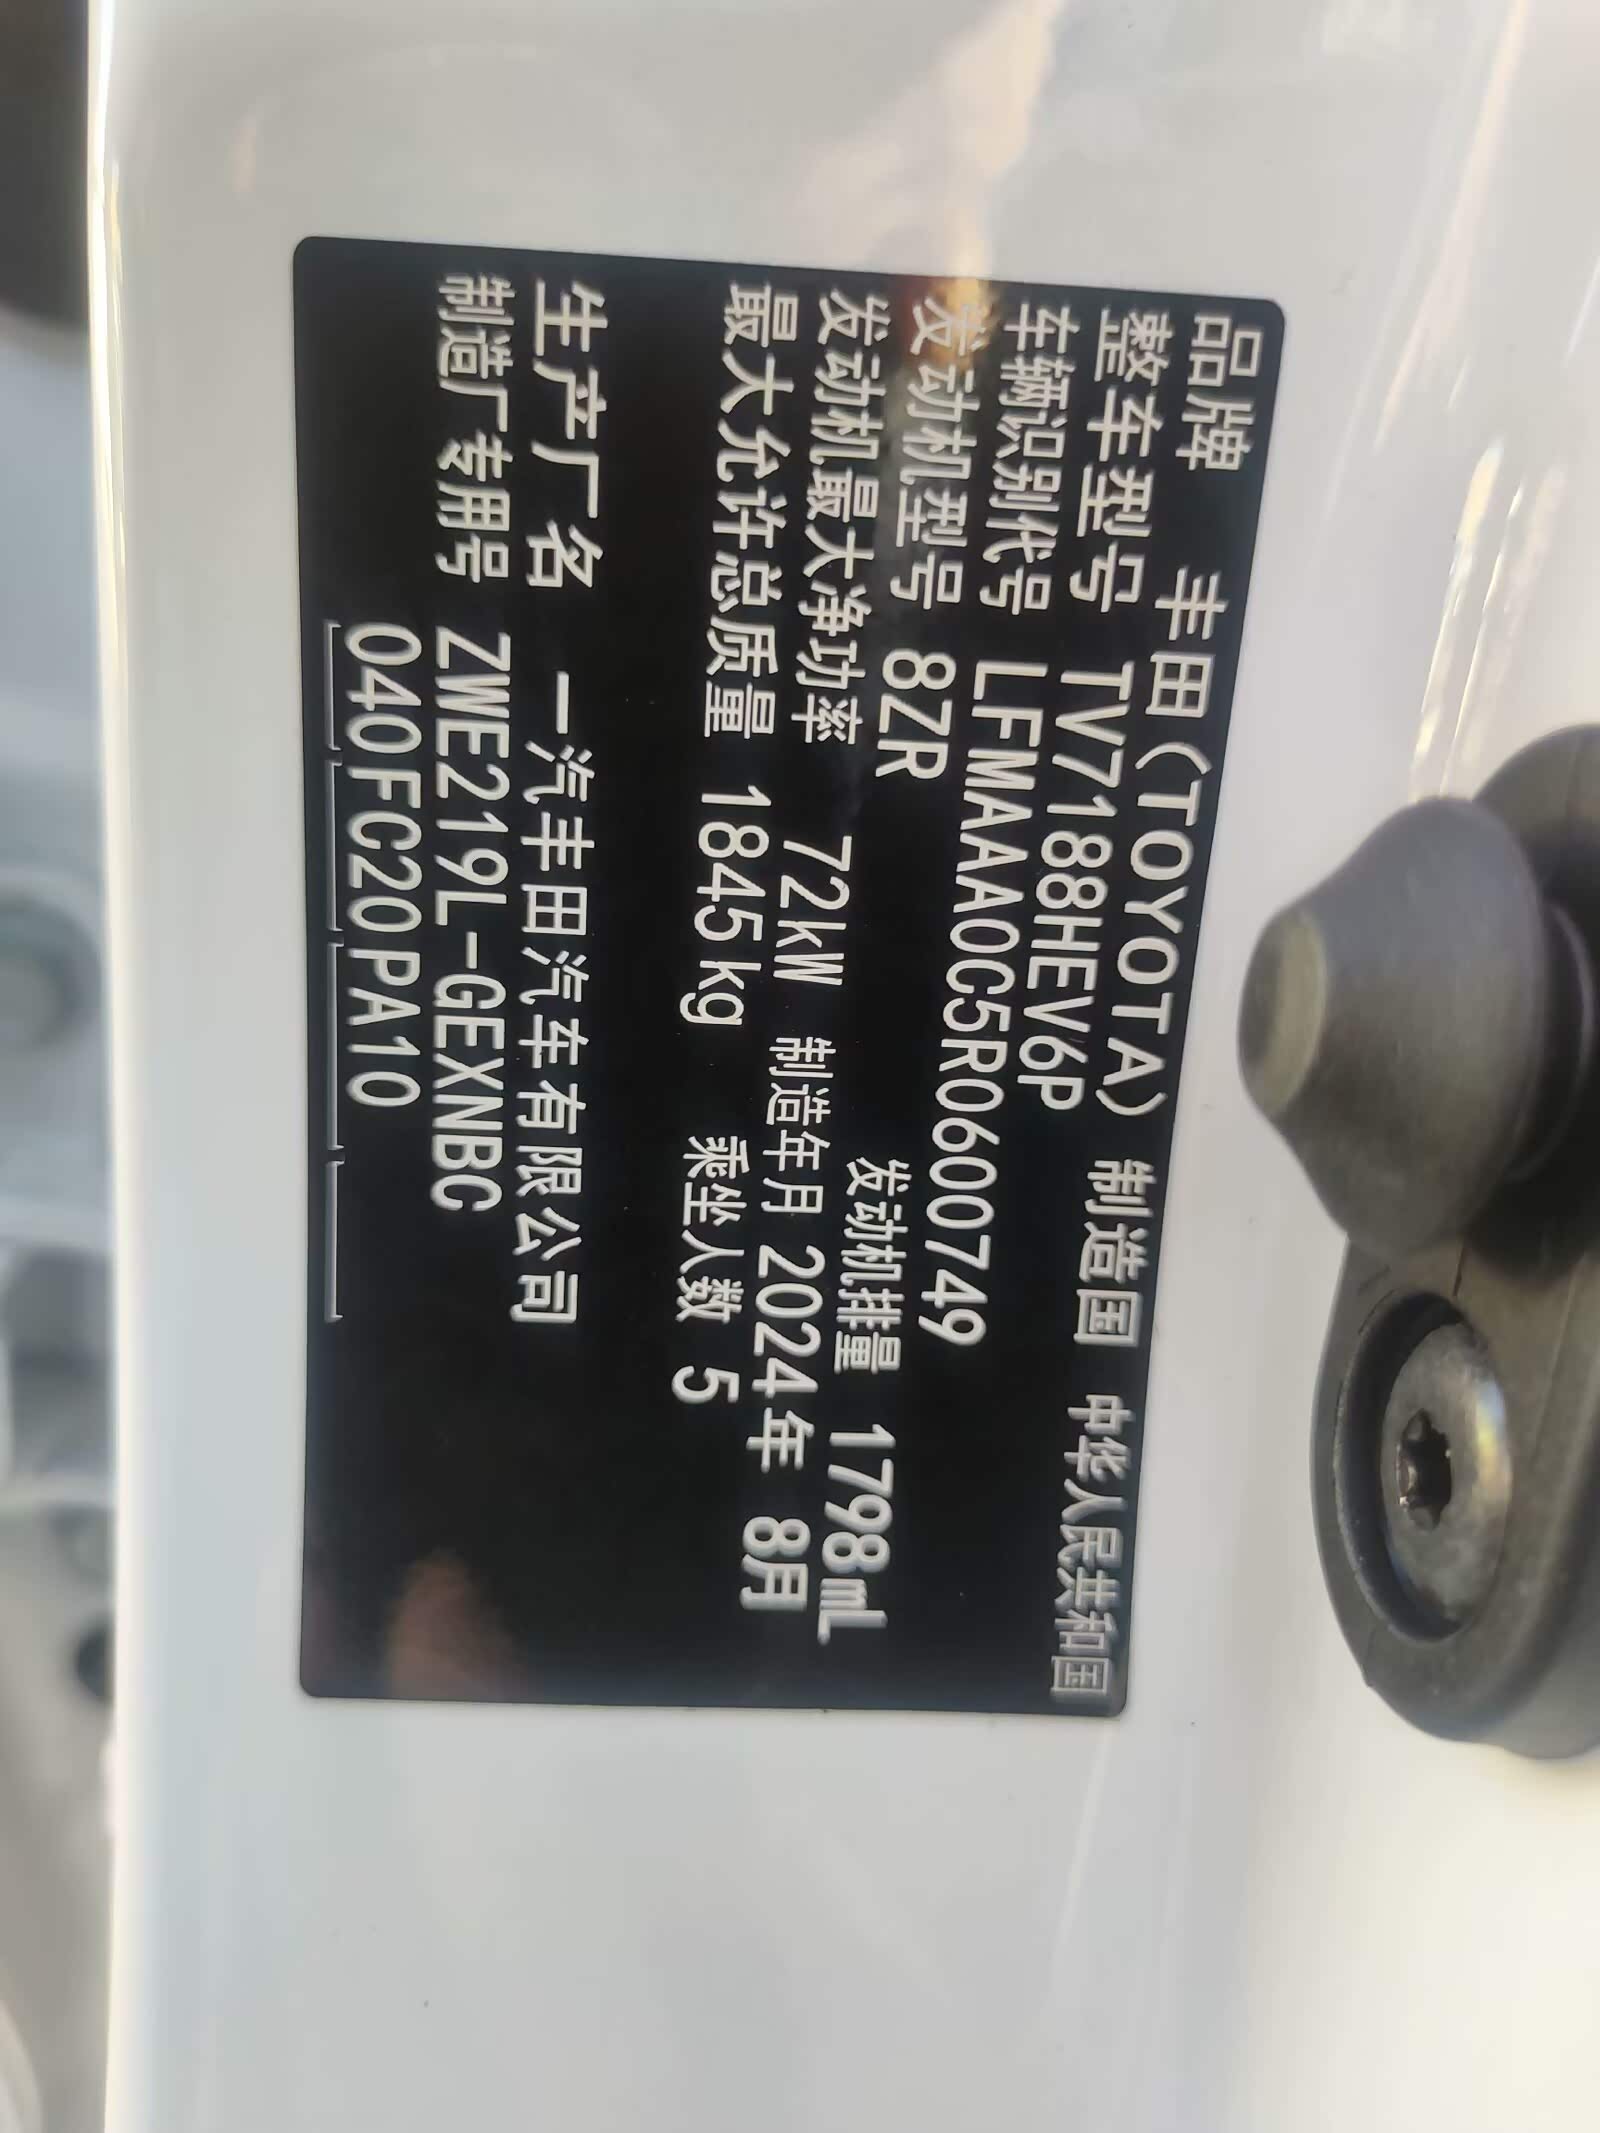 品牌 丰田(TOYOTA) 制造国 中华人民共和国
整车型号 TV7188HEV6P
车辆识别代号 LFMAAA0C5R0600749
发动机型号 8ZR 发动机排量 1798mL
发动机最大净功率 72kW 制造年月 2024年 8月
最大允许总质量 1845kg 乘坐人数 5
生产厂名 一汽丰田汽车有限公司
制造厂专用号 ZWE219L-GEXNBC
040FC20PA10